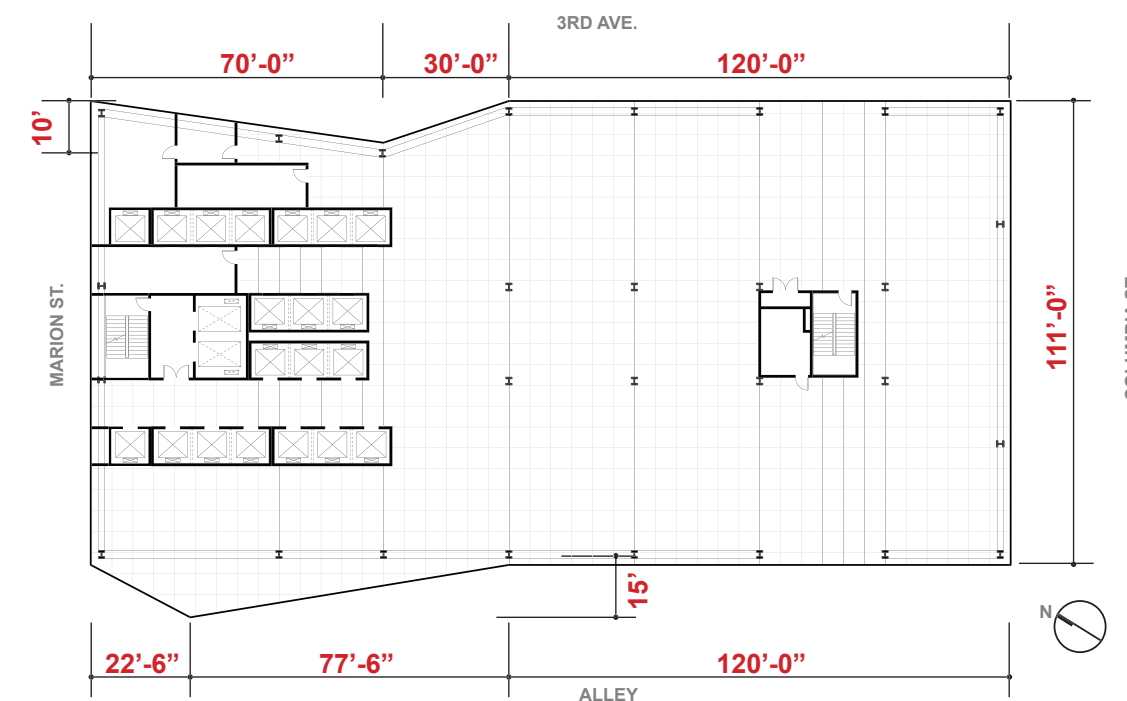 3RD AVE.
70’-0”
30’-0”
120’-0”
10’
MARION ST.
111’-0”
15’
N
22’-6”
77’-6”
120’-0”
ALLEY